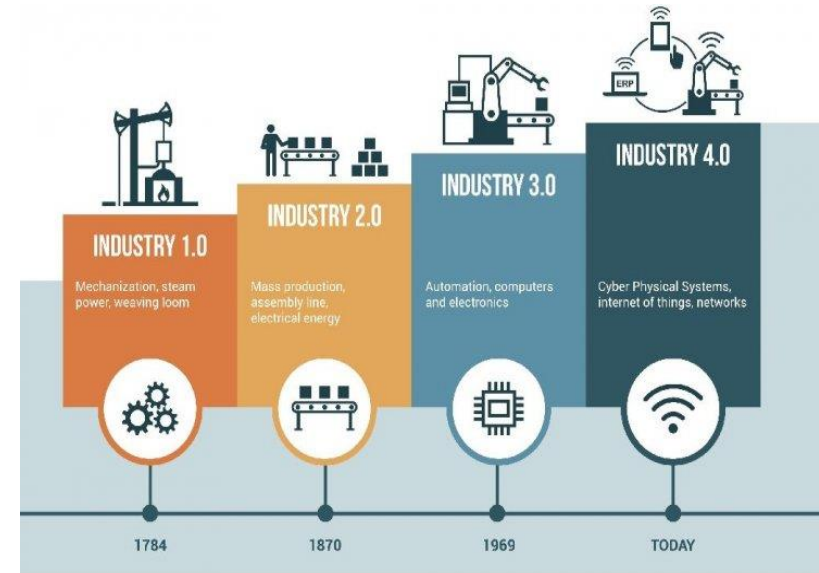 ERP
INDUSTRY 1.0
Mechanization, steam
power, weaving loom
INDUSTRY 2.0
Mass production,
assembly line,
electrical energy
INDUSTRY 3.0
Automation, computers
and electronics
INDUSTRY 4.0
Cyber Physical Systems,
internet of things, networks
1784
1870
1969
TODAY